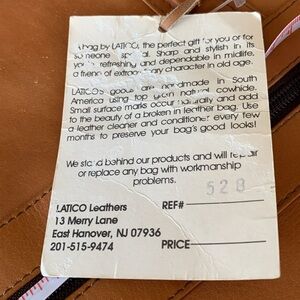 A bag by LATICO, the perfect gift for you or for
someone special. Sharp and stylish in its
youth, refreshing and dependable in midlife,
a friend of extraordinary character in old age.
LATICO's goods are handmade in South
America using top grain natural cowhide.
Small surface marks occur naturally and add
to the beauty of a broken in leather bag. Use
a leather cleaner and conditioner every few
months to preserve your bag's good looks!
We stand behind our products and will repair
or replace any bag with workmanship
problems.
528
LATICO Leathers REF#
13 Merry Lane
East Hanover, NJ 07936
201-515-9474 PRICE